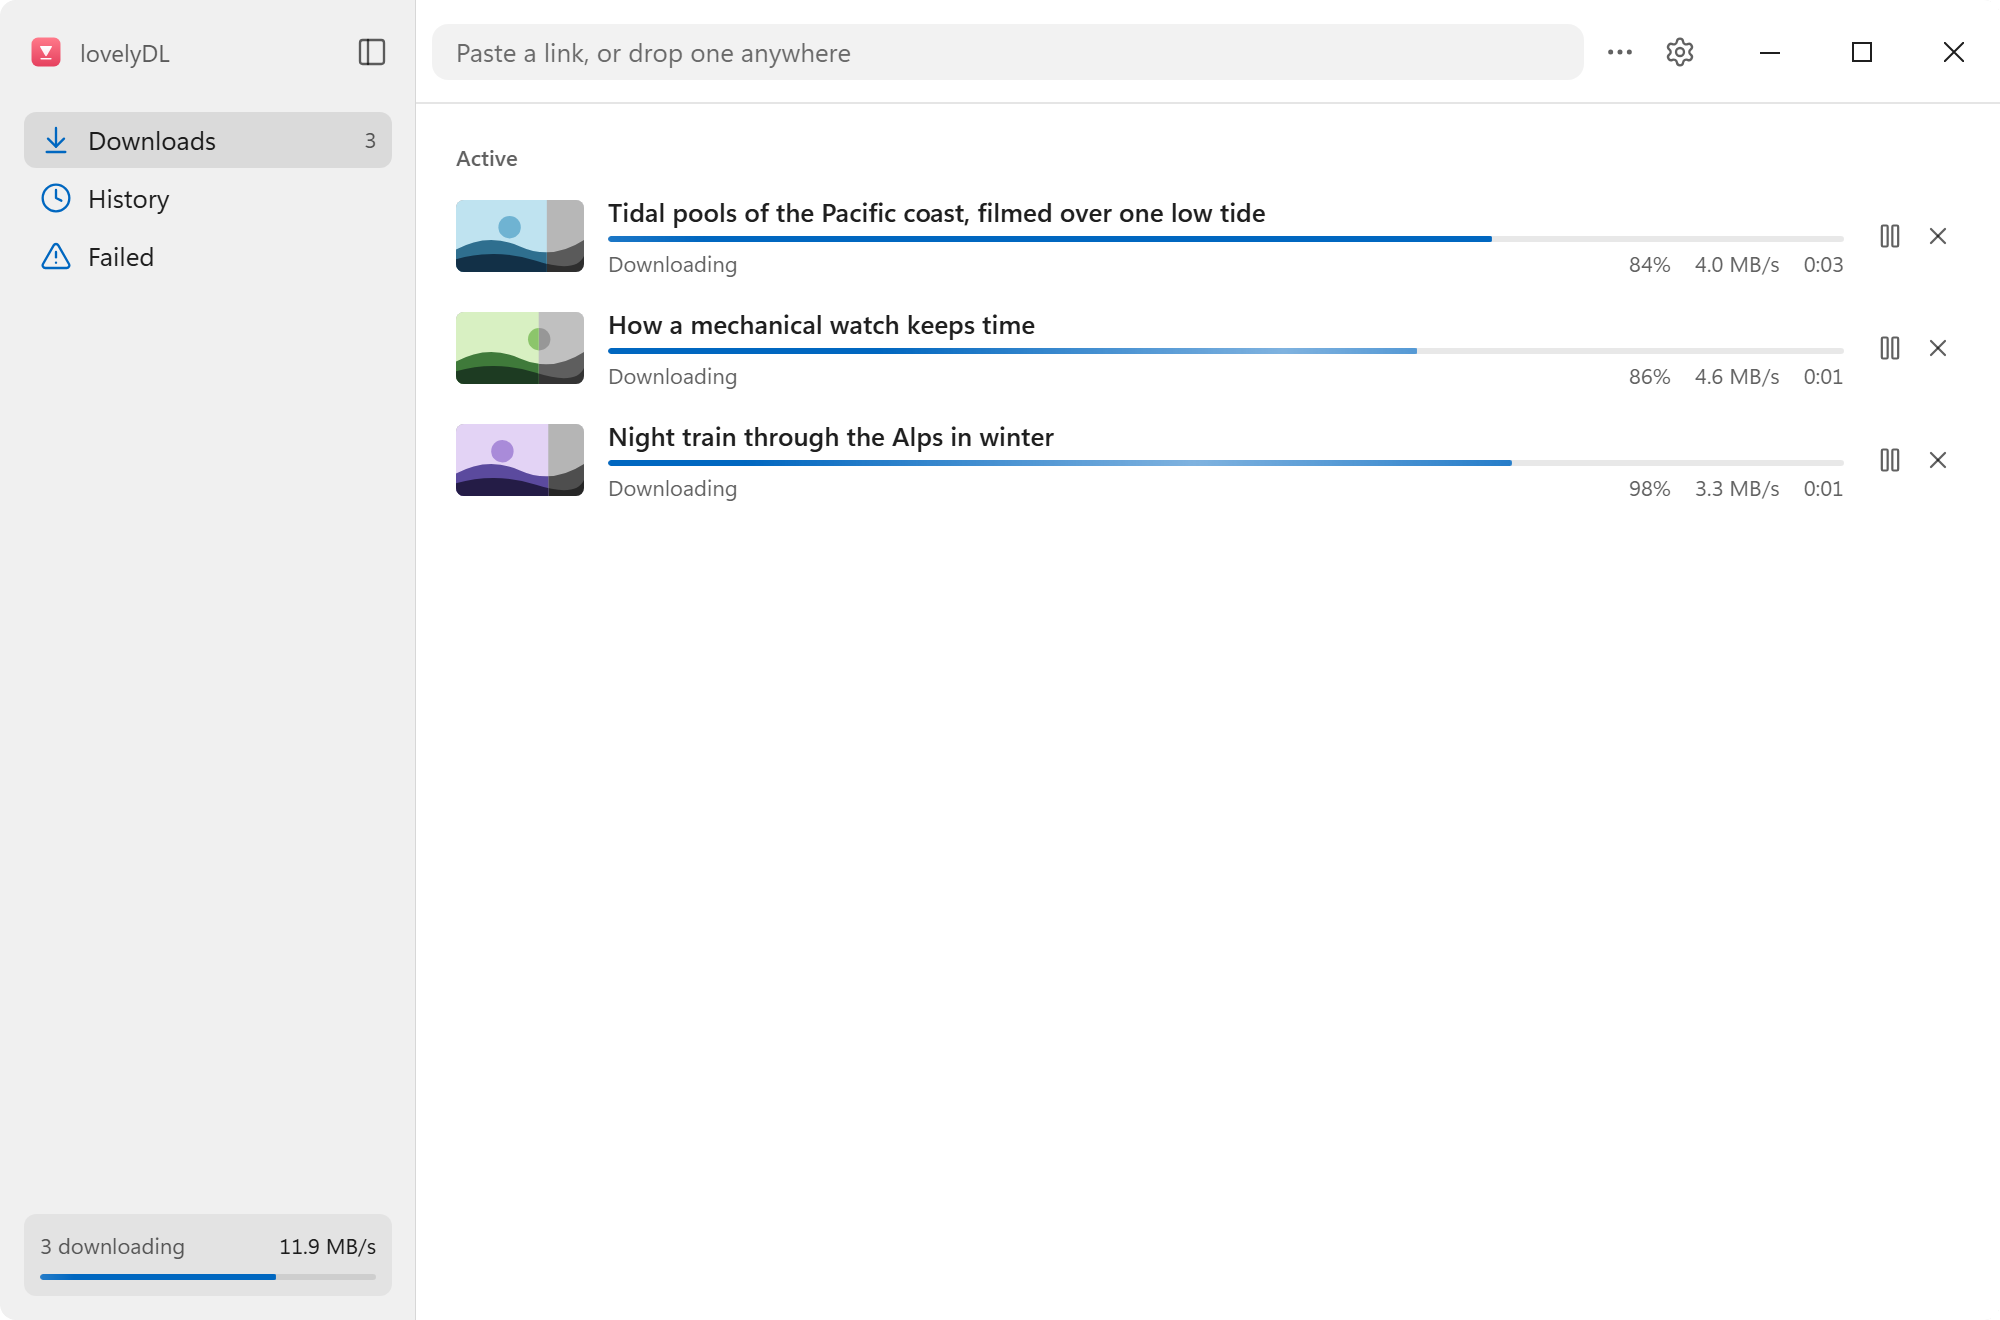 lovelyDL
Paste a link, or drop one anywhere
Downloads 3
History
Failed
Active
Tidal pools of the Pacific coast, filmed over one low tide
Downloading 84% 4.0 MB/s 0:03
How a mechanical watch keeps time
Downloading 86% 4.6 MB/s 0:01
Night train through the Alps in winter
Downloading 98% 3.3 MB/s 0:01
3 downloading 11.9 MB/s